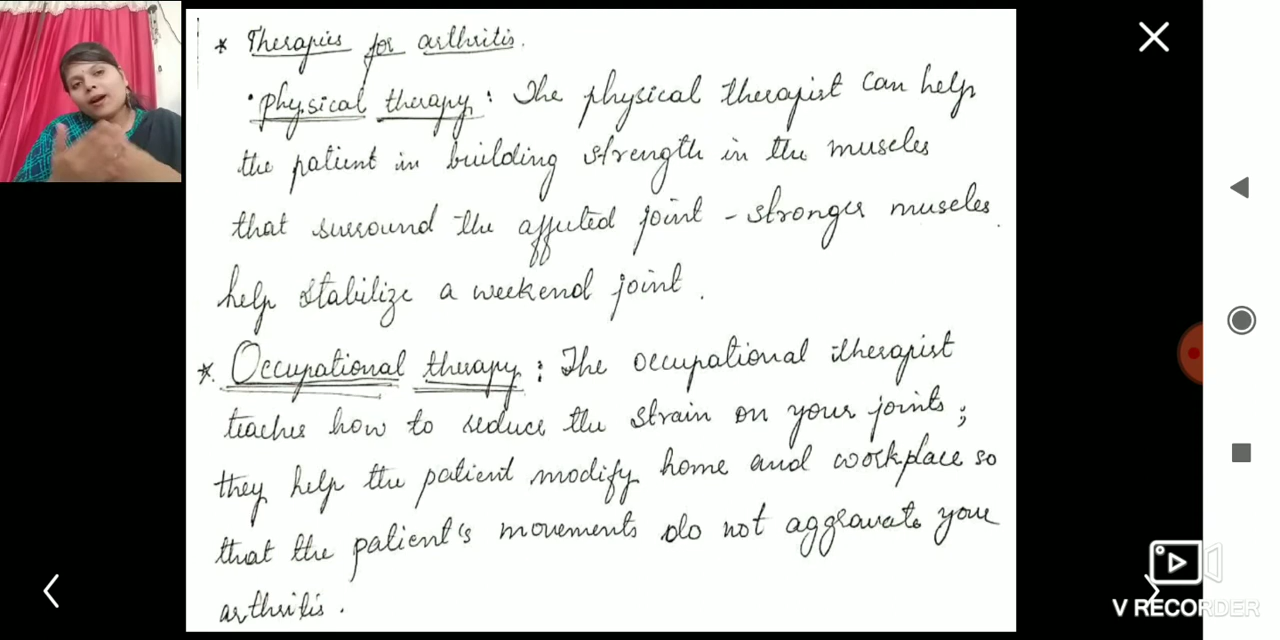 * Therapies for arthritis.
• Physical therapy : The physical therapist can help
the patient in building strength in the muscles
that surround the affected joint - stronger muscles
help stabilize a weekend joint .
* Occupational therapy : The occupational therapist
teaches how to reduce the strain on your joints ;
they help the patient modify home and workplace so
that the patient's movements do not aggravate your
arthritis .
V RECORDER